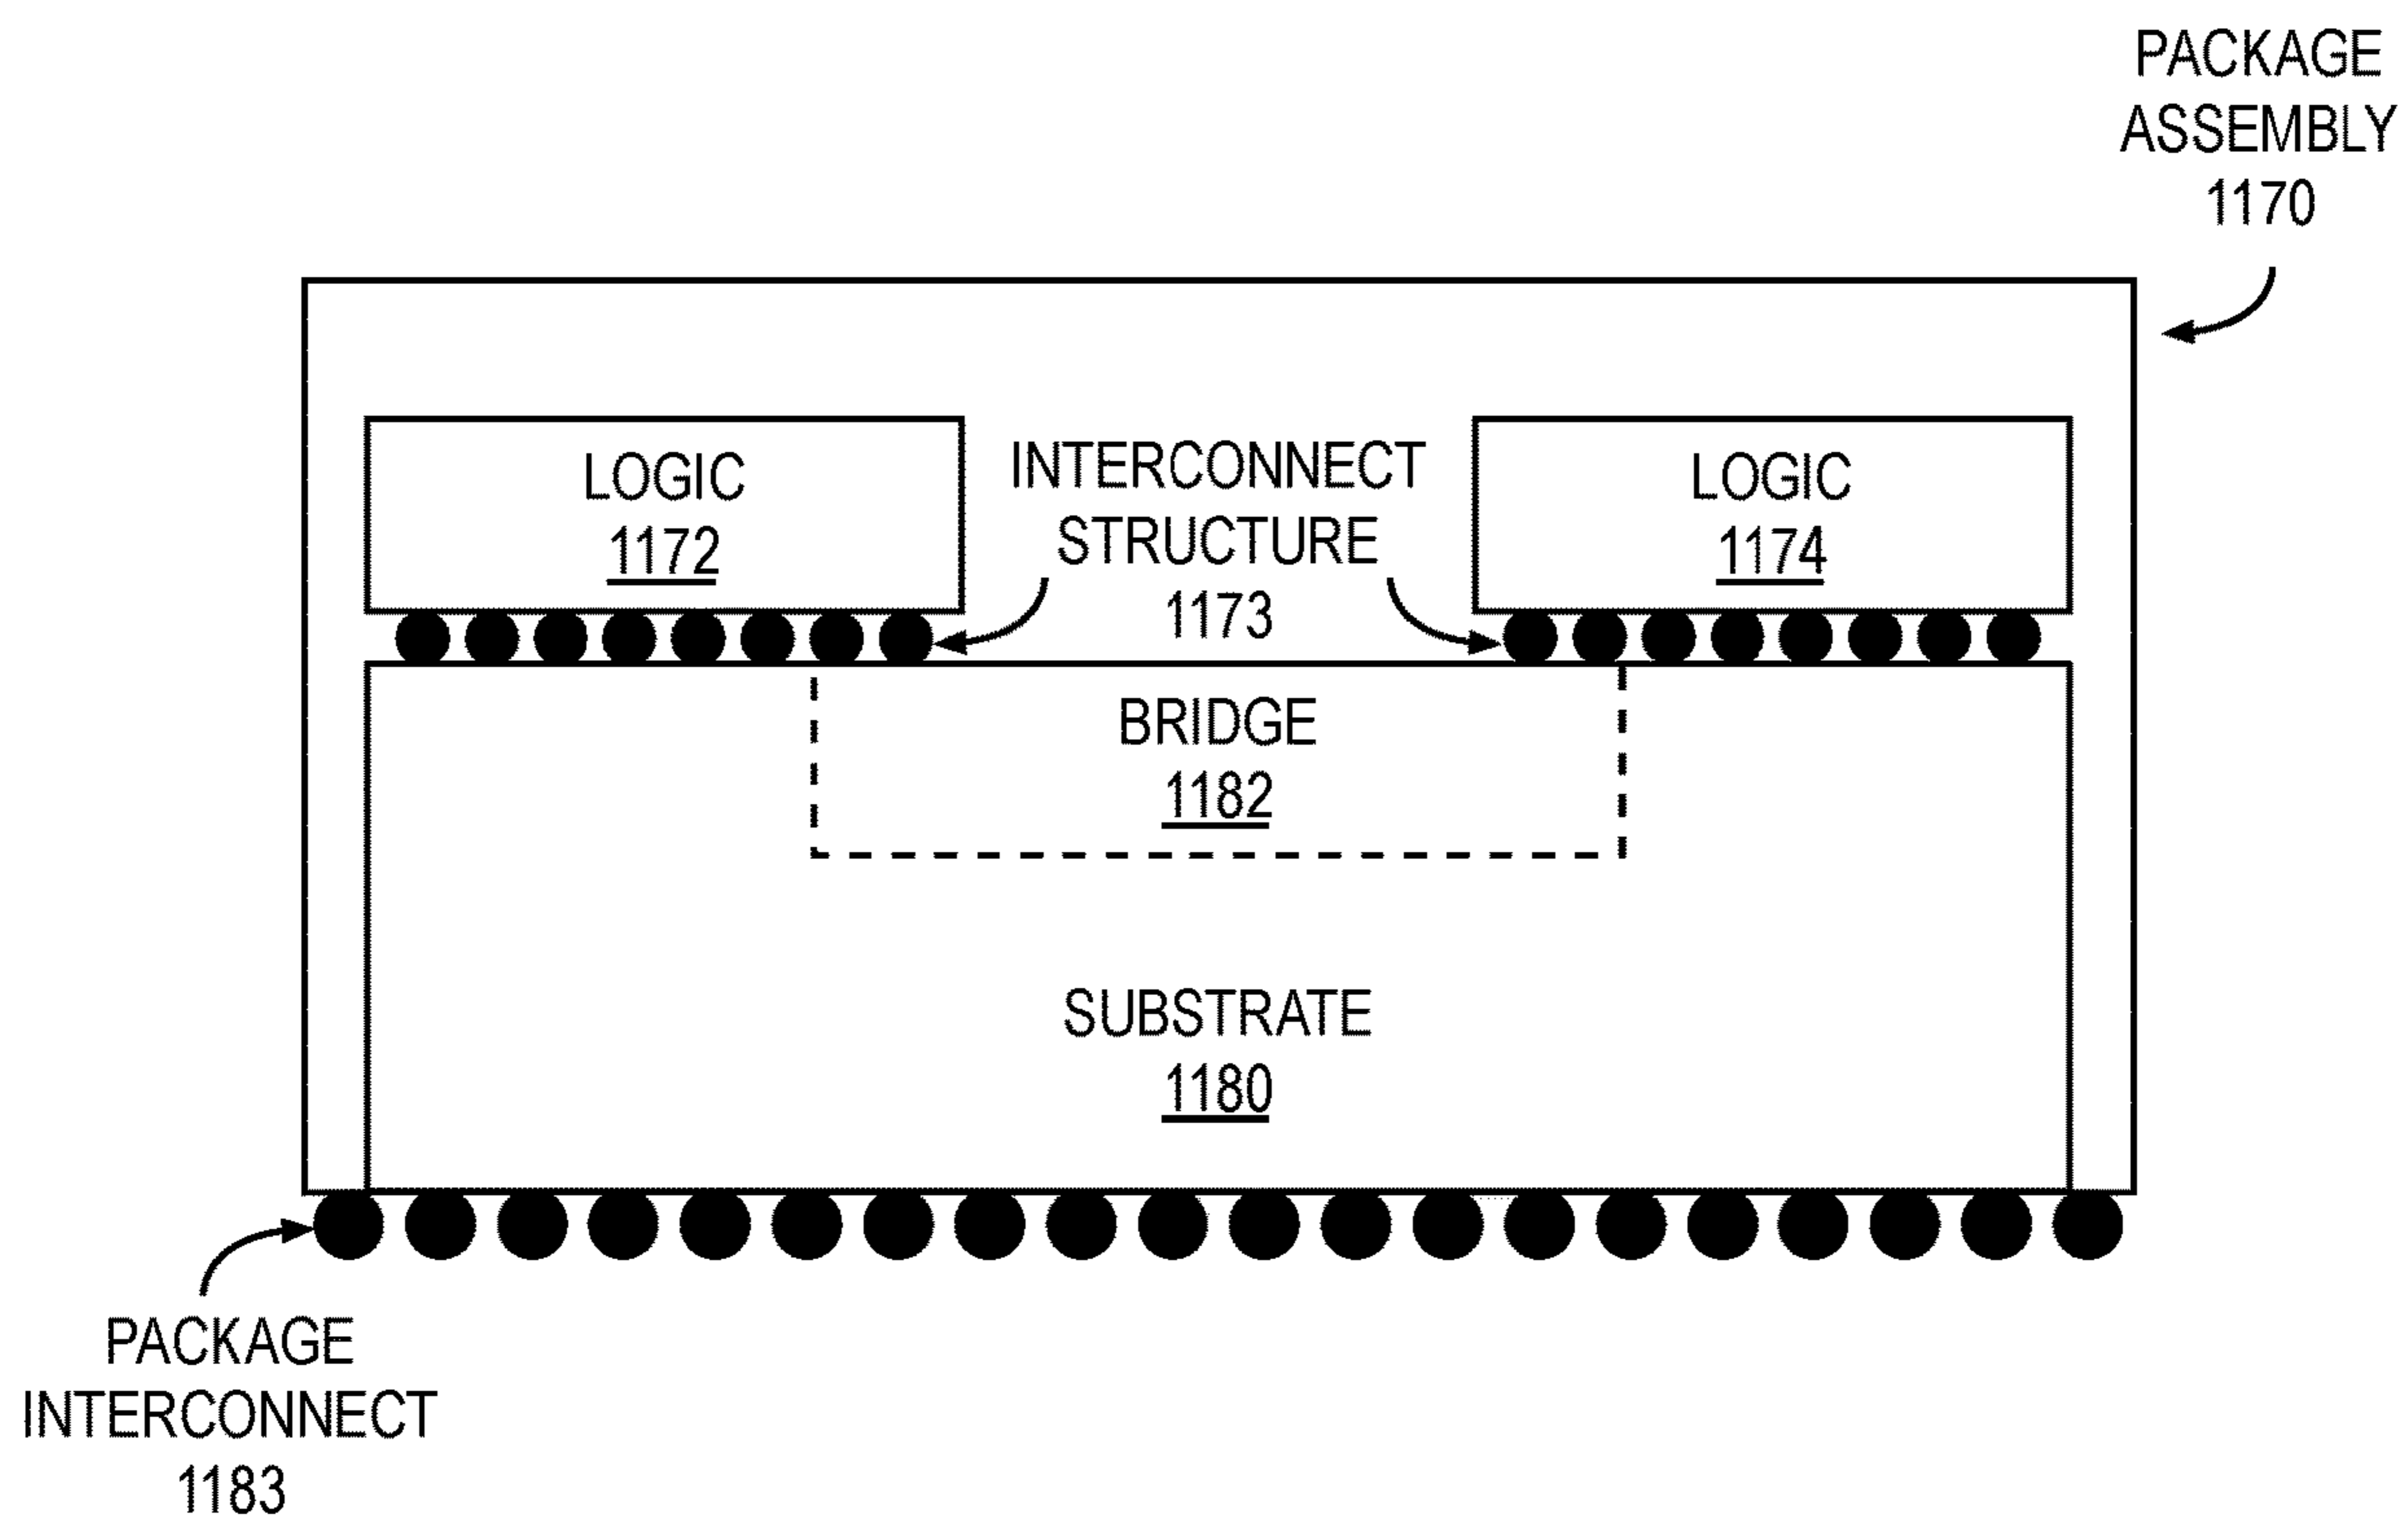 PACKAGE
ASSEMBLY
1170
LOGIC
1172
INTERCONNECT
STRUCTURE
1173
LOGIC
1174
BRIDGE
1182
SUBSTRATE
1180
PACKAGE
INTERCONNECT
1183